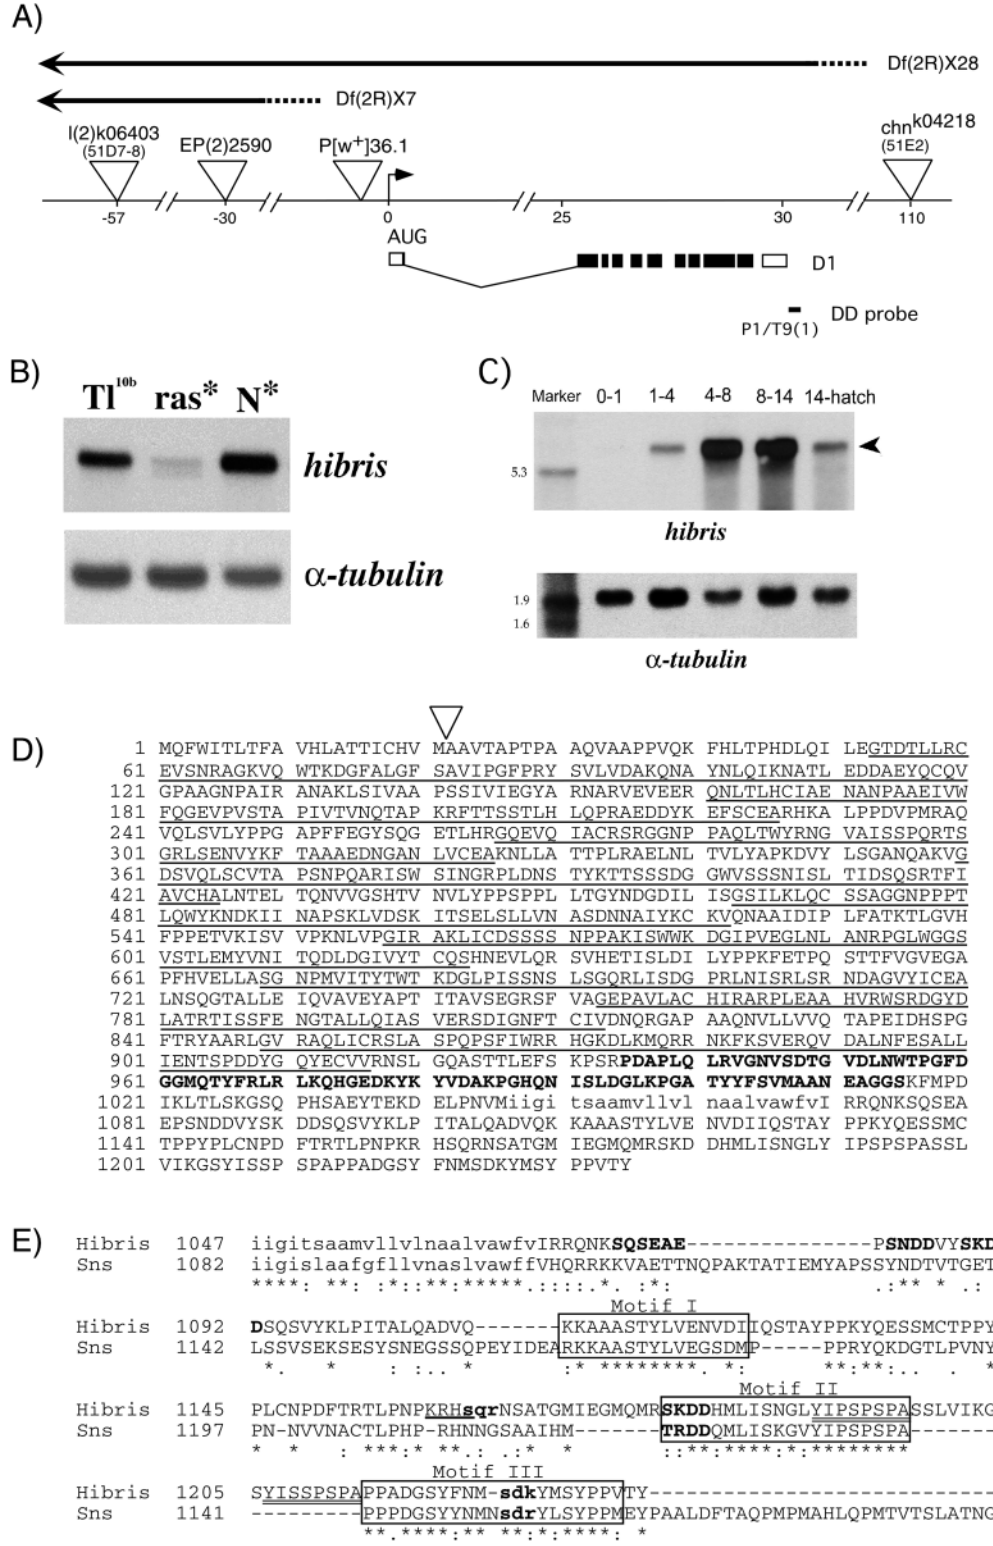 A)
Df(2R)X28
Df(2R)X7
l(2)k06403
(51D7-8)
EP(2)2590
P[w+]36.1
chnk04218
(51E2)
-57 -30 0 25 30 110
AUG
D1
DD probe
P1/T9(1)
B)
Tl10b ras* N*
hibris
α-tubulin
C)
Marker 0-1 1-4 4-8 8-14 14-hatch
5.3
hibris
1.9
1.6
α-tubulin
D)
1 MQFWITLTFA VHLATTICHV MAAVTAPTPA AQVAAPPVQK FHLTPHDLQI LEGTDTLLRC
61 EVSNRAGKVQ WTKDGFALGF SAVIPGFPRY SVLVDAKQNA YNLQIKNATL EDDAEYQCQV
121 GPAAGNPAIR ANAKLSIVAA PSSIVIEGYA RNARVEVEER QNLTLHCIAE NANPAAEIVW
181 FQGEVPVSTA PIVTVNQTAP KRFTTSSTLH LQPRAEDDYK EFSCEARHKA LPPDVPMRAQ
241 VQLSVLYPPG APFFEGYSQG ETLHRGQEVQ IACRSRGGNP PAQLTWYRNG VAISSPQRTS
301 GRLSENVYKF TAAAEDNGAN LVCEAKNLLA TTPLRAELNL TVLYAPKDVY LSGANQAKVG
361 DSVQLSCVTA PSNPQARISW SINGRPLDNS TYKTTSSSDG GWVSSSNISL TIDSQSRTFI
421 AVCHALNTEL TQNVVGSHTV NVLYPPSPPL LTGYNDGDIL ISGSILKLQC SSAGGNPPPT
481 LQWYKNDKII NAPSKLVDSK ITSELSLLVN ASDNNAIYKC KVQNAAIDIP LFATKTLGVH
541 FPPETVKISV VPKNLVPGIR AKLICDSSSS NPPAKISWWK DGIPVEGLNL ANRPGLWGGS
601 VSTLEMYVNI TQDLDGIVYT CQSHNEVLQR SVHETISLDI LYPPKFETPQ STTFVGVEGA
661 PFHVELLASG NPMVITYTWT KDGLPISSNS LSGQRLISDG PRLNISRLSR NDAGVYICEA
721 LNSQGTALLE IQVAVEYAPT ITAVSEGRSF VAGEPAVLAC HIRARPLEAA HVRWSRDGYD
781 LATRTISSFE NGTALLQIAS VERSDIGNFT CIVDNQRGAP AAQNVLLVVQ TAPEIDHSPG
841 FTRYAARLGV RAQLICRSLA SPQPSFIWRR HGKDLKMQRR NKFKSVERQV DALNFESALL
901 IENTSPDDYG QYECVVRNSL GQASTTLEFS KPSRPDAPLQ LRVGNVSDTG VDLNWTPGFD
961 GGMQTYFRLR LKQHGEDKYK YVDAKPGHQN ISLDGLKPGA TYYFSVMAAN EAGGSKFMPD
1021 IKLTLSKGSQ PHSAEYTEKD ELPNVMiigi tsaamvllvl naalvawfvI RRQNKSQSEA
1081 EPSNDDVYSK DDSQSVYKLP ITALQADVQK KAAASTYLVE NVDIIQSTAY PPKYQESSMC
1141 TPPYPLCNPD FTRTLPNPKR HSQRNSATGM IEGMQMRSKD DHMLISNGLY IPSPSPASSL
1201 VIKGSYISSP SPAPPADGSY FNMSDKYMSY PPVTY
E)
Hibris 1047 iigitsaamvllvlnaalvawfvIRRQNKSQSEAE---------------PSNDDVYSKD
Sns 1082 iigislaafgfllvnaslvawffVHQRRKKVAETTNQPAKTATIEMYAPSSYNDTVTGET
Motif I
Hibris 1092 DSQSVYKLPITALQADVQ-------KKAAASTYLVENVDIIQSTAYPPKYQESSMCTPPY
Sns 1142 LSSVSEKSESYSNEGSSQPEYIDEARKKAASTYLVEGSDMP-----PPRYQKDGTLPVNY
Motif II
Hibris 1145 PLCNPDFTRTLPNPKRHsqrNSATGMIEGMQMRSKDDHMLISNGLYIPSPSPASSLVIKG
Sns 1197 PN-NVVNACTLPHP-RHNNGSAAIHM-------TRDDQMLISKGVYIPSPSPA-------
Motif III
Hibris 1205 SYISSPSPAPPADGSYFNM-sdkYMSYPPVTY----------------------------
Sns 1141 ---------PPPDGSYYNMNsdrYLSYPPMEYPAALDFTAQPMPMAHLQPMTVTSLATNG